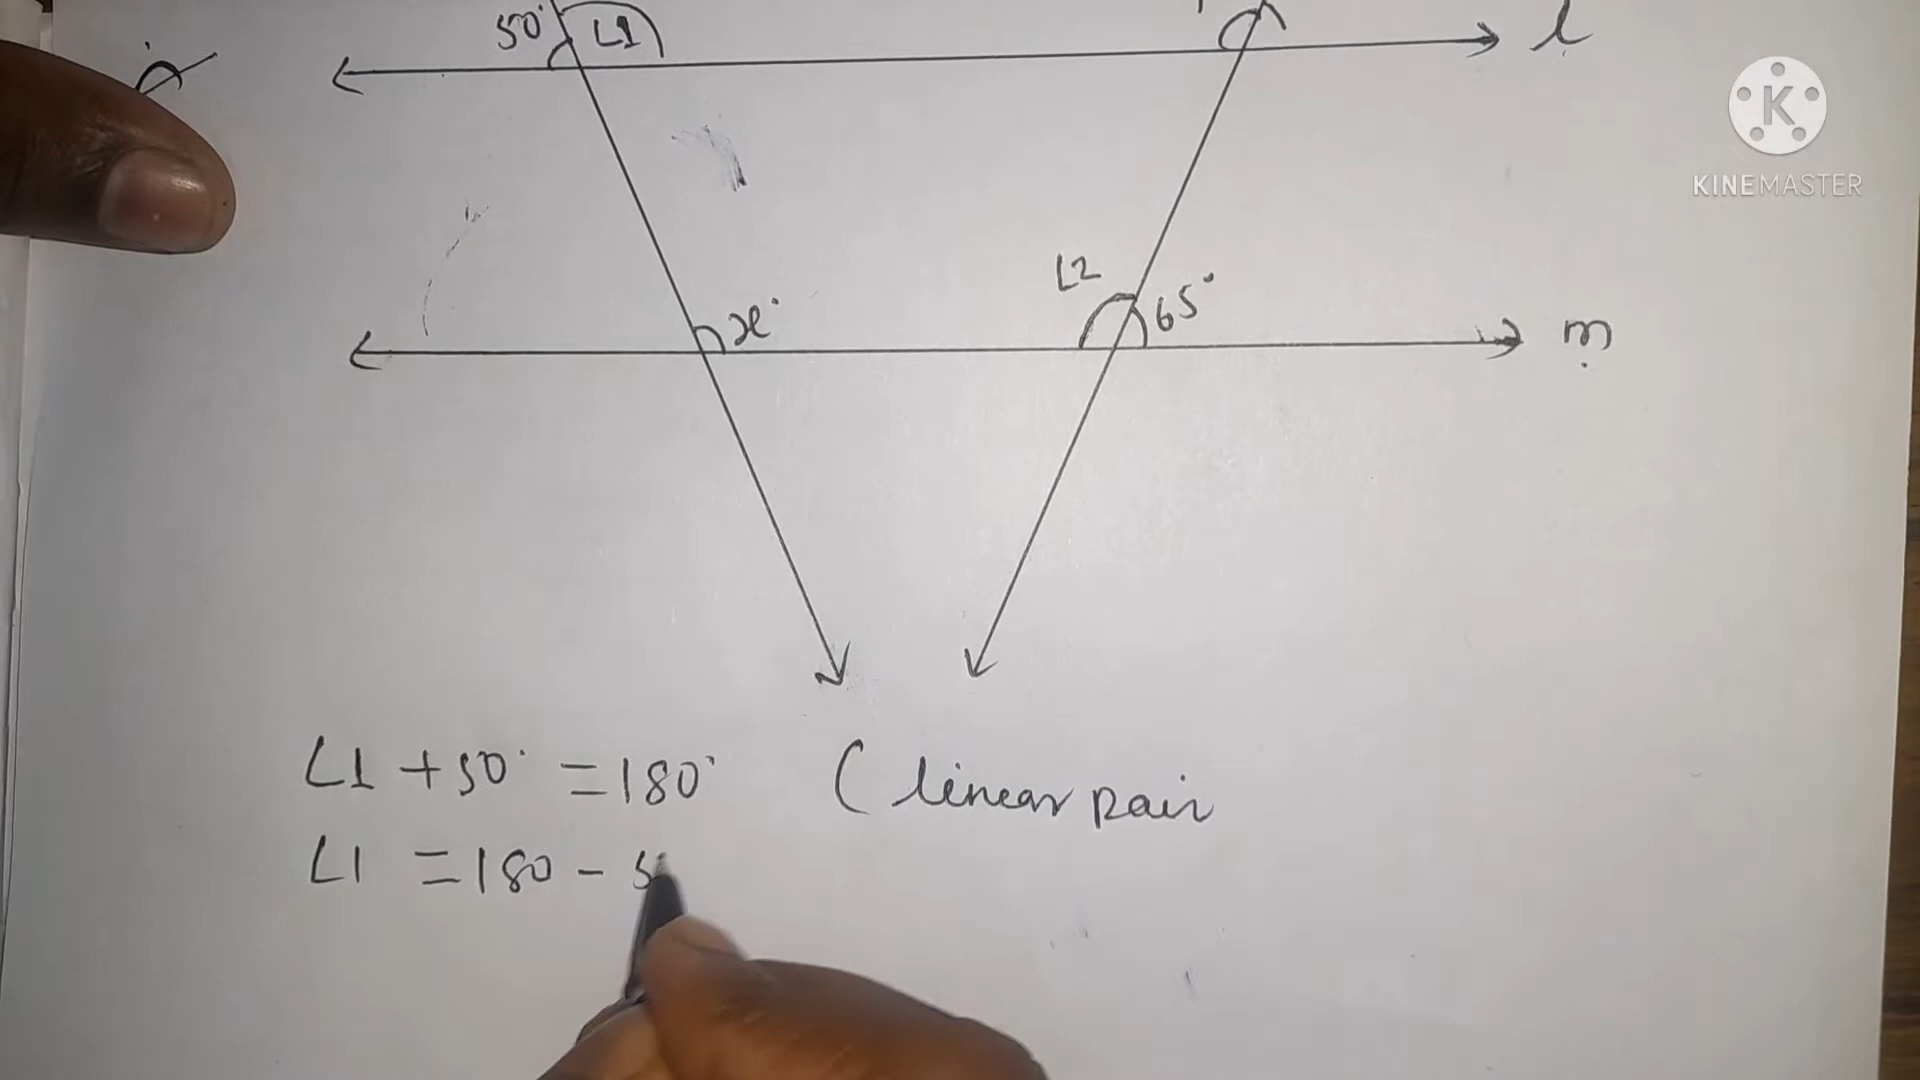 50° ∠1
l
K
KINEMASTER
∠2
65°
x°
m
∠1 + 50° = 180° (linear pair
∠1 = 180 - 5